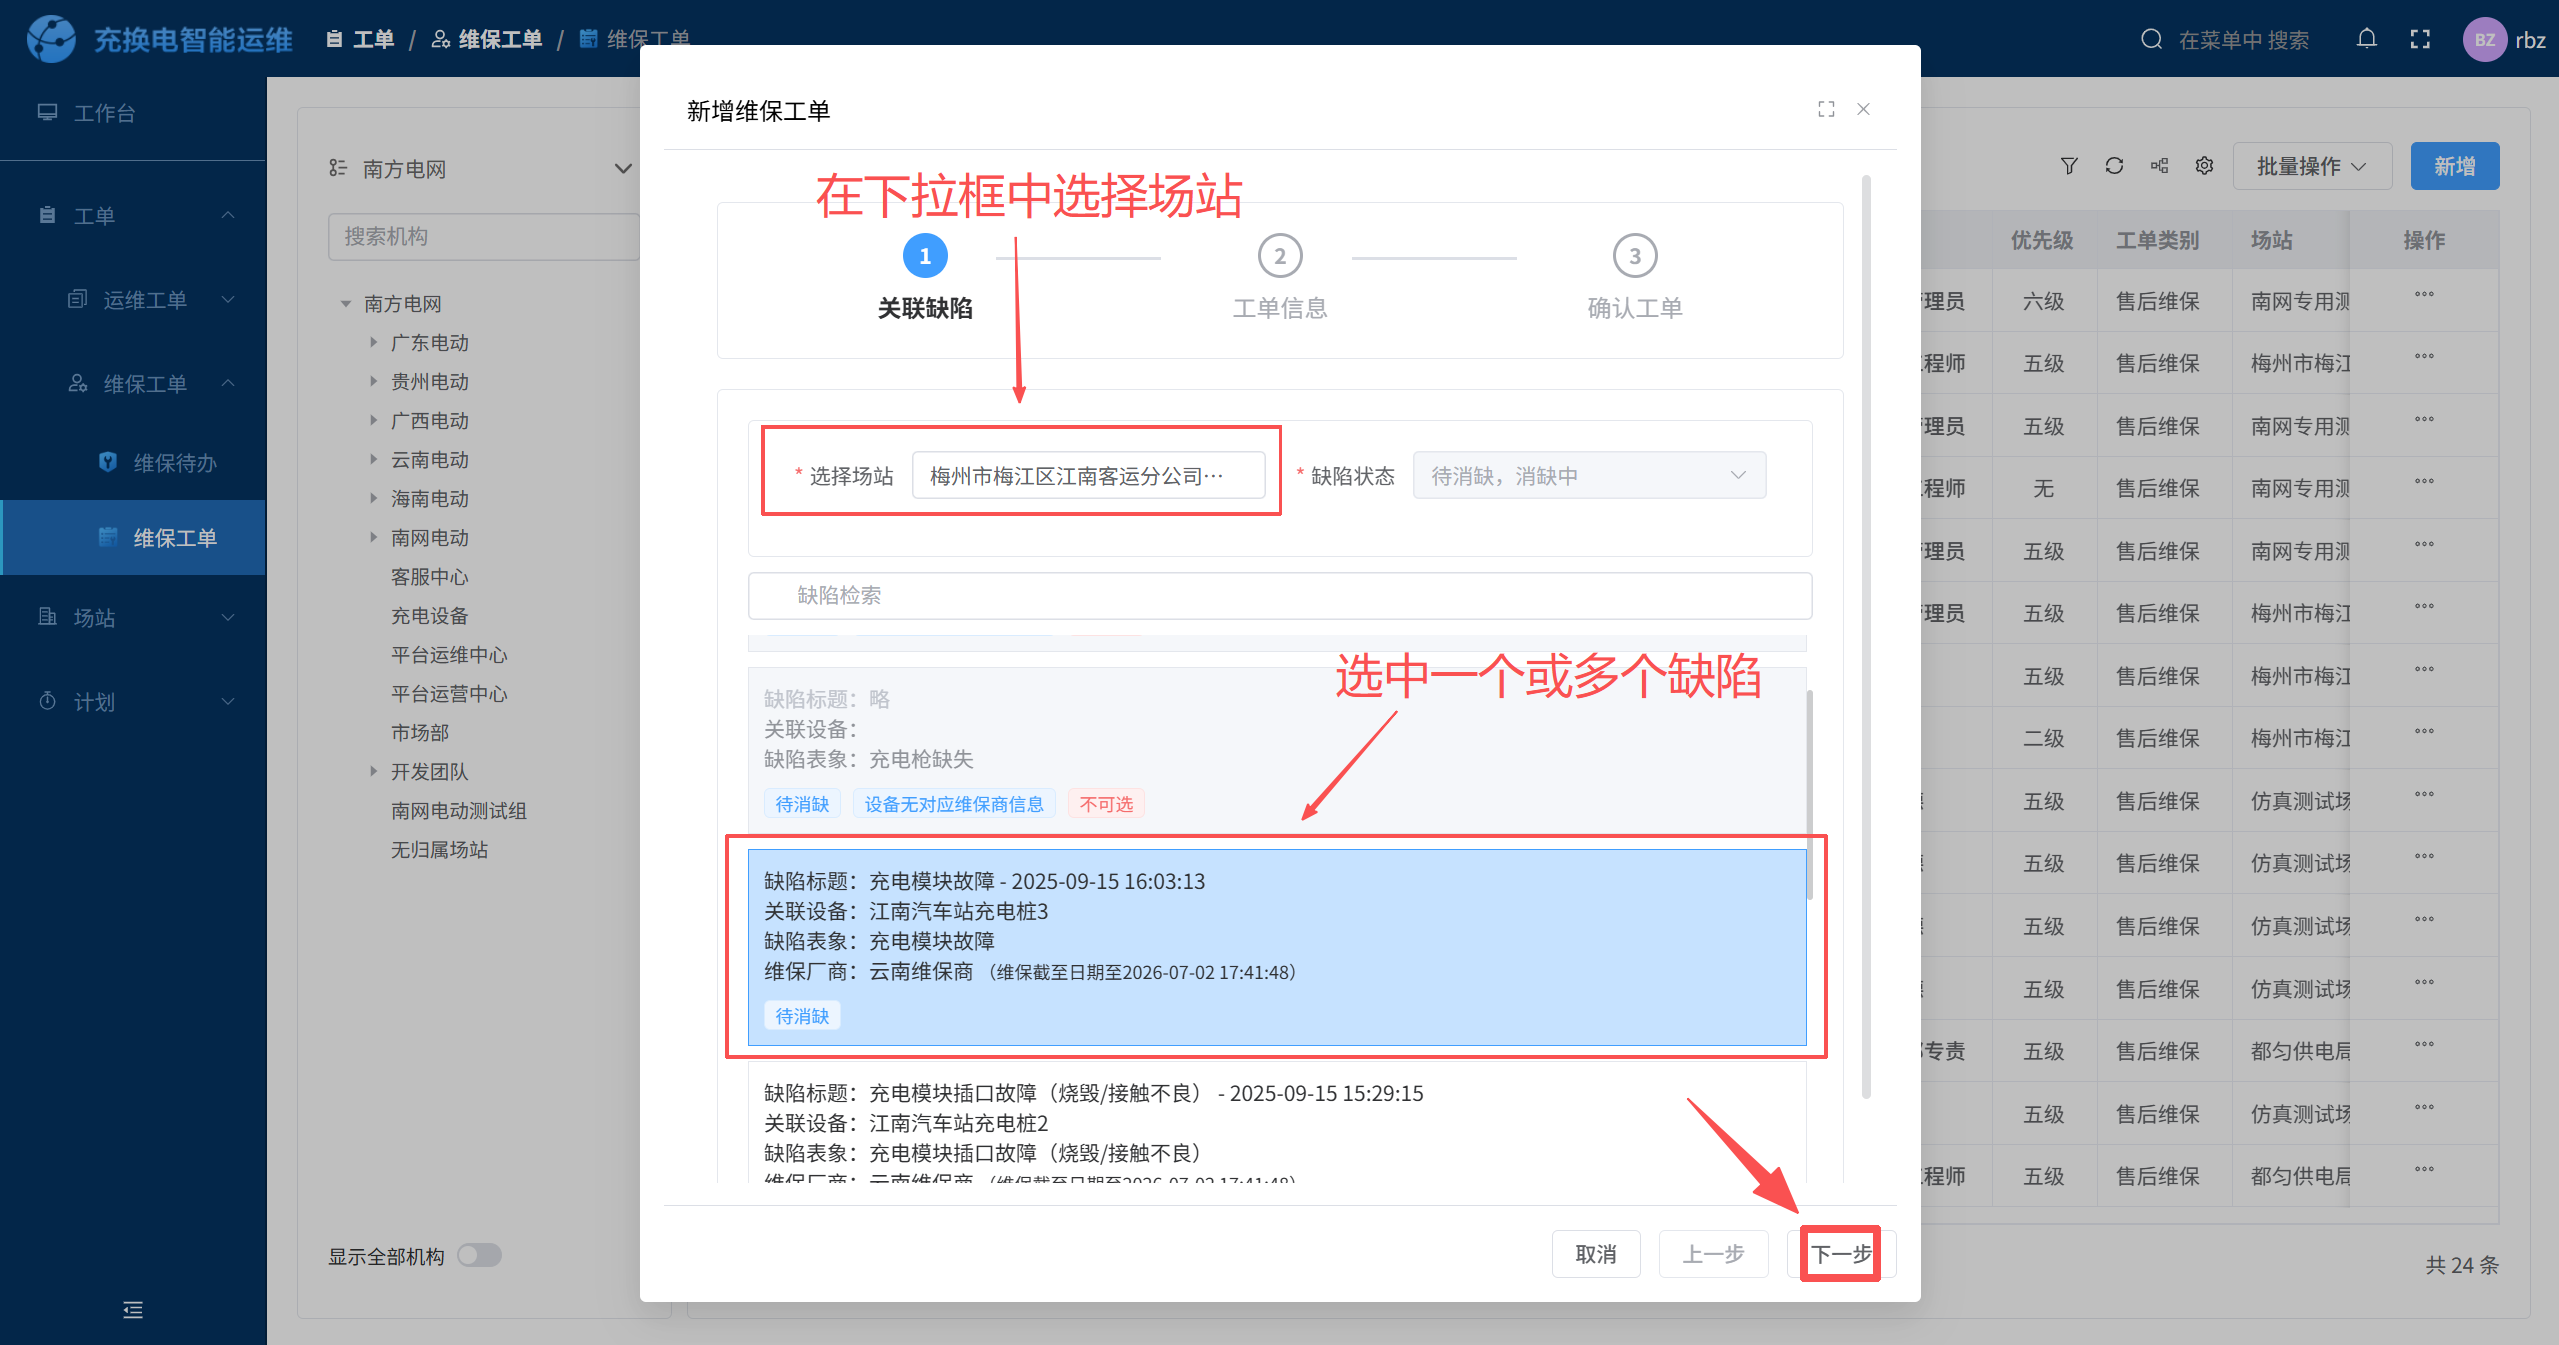 充换电智能运维
工单 / 维保工单 / 维保工单
在菜单中 搜索
BZ rbz
工作台
工单
运维工单
维保工单
维保待办
维保工单
场站
计划
南方电网
搜索机构
南方电网
广东电动
贵州电动
广西电动
云南电动
海南电动
南网电动
客服中心
充电设备
平台运维中心
平台运营中心
市场部
开发团队
南网电动测试组
无归属场站
显示全部机构
新增维保工单
在下拉框中选择场站
1 2 3
关联缺陷 工单信息 确认工单
* 选择场站 梅州市梅江区江南客运分公司… * 缺陷状态 待消缺，消缺中
缺陷检索
选中一个或多个缺陷
缺陷标题：略
关联设备：
缺陷表象：充电枪缺失
待消缺 设备无对应维保商信息 不可选
缺陷标题：充电模块故障 - 2025-09-15 16:03:13
关联设备：江南汽车站充电桩3
缺陷表象：充电模块故障
维保厂商：云南维保商（维保截至日期至2026-07-02 17:41:48）
待消缺
缺陷标题：充电模块插口故障（烧毁/接触不良） - 2025-09-15 15:29:15
关联设备：江南汽车站充电桩2
缺陷表象：充电模块插口故障（烧毁/接触不良）
维保厂商：云南维保商（维保截至日期至2026-07-02 17:41:48）
取消 上一步 下一步
批量操作 新增
优先级 工单类别 场站 操作
理员 六级 售后维保 南网专用测
程师 五级 售后维保 梅州市梅江
理员 五级 售后维保 南网专用测
程师 无 售后维保 南网专用测
理员 五级 售后维保 南网专用测
理员 五级 售后维保 梅州市梅江
五级 售后维保 梅州市梅江
二级 售后维保 梅州市梅江
五级 售后维保 仿真测试场
五级 售后维保 仿真测试场
五级 售后维保 仿真测试场
五级 售后维保 仿真测试场
专责 五级 售后维保 都匀供电局
五级 售后维保 仿真测试场
程师 五级 售后维保 都匀供电局
共 24 条